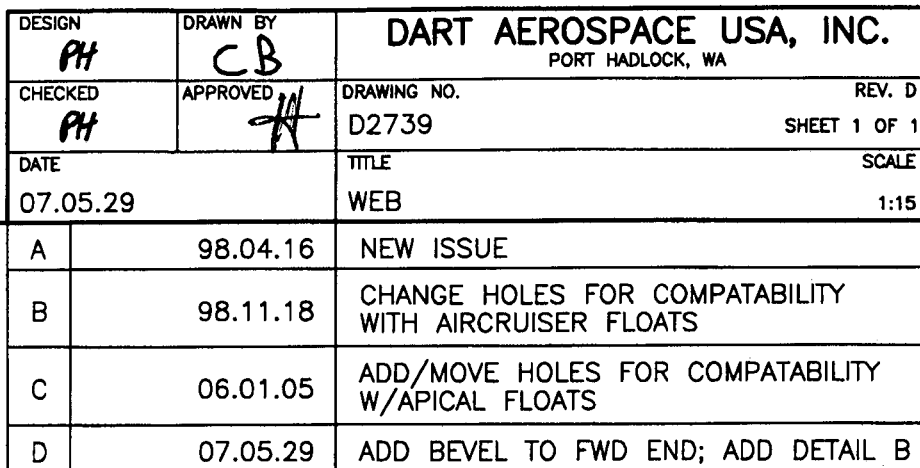 DESIGN
PH
DRAWN BY
CB
DART AEROSPACE USA, INC.
PORT HADLOCK, WA
CHECKED
PH
APPROVED
DRAWING NO.
D2739
REV. D
SHEET 1 OF 1
DATE
07.05.29
TITLE
WEB
SCALE
1:15
A 98.04.16 NEW ISSUE
B 98.11.18 CHANGE HOLES FOR COMPATABILITY
WITH AIRCRUISER FLOATS
C 06.01.05 ADD/MOVE HOLES FOR COMPATABILITY
W/APICAL FLOATS
D 07.05.29 ADD BEVEL TO FWD END; ADD DETAIL B